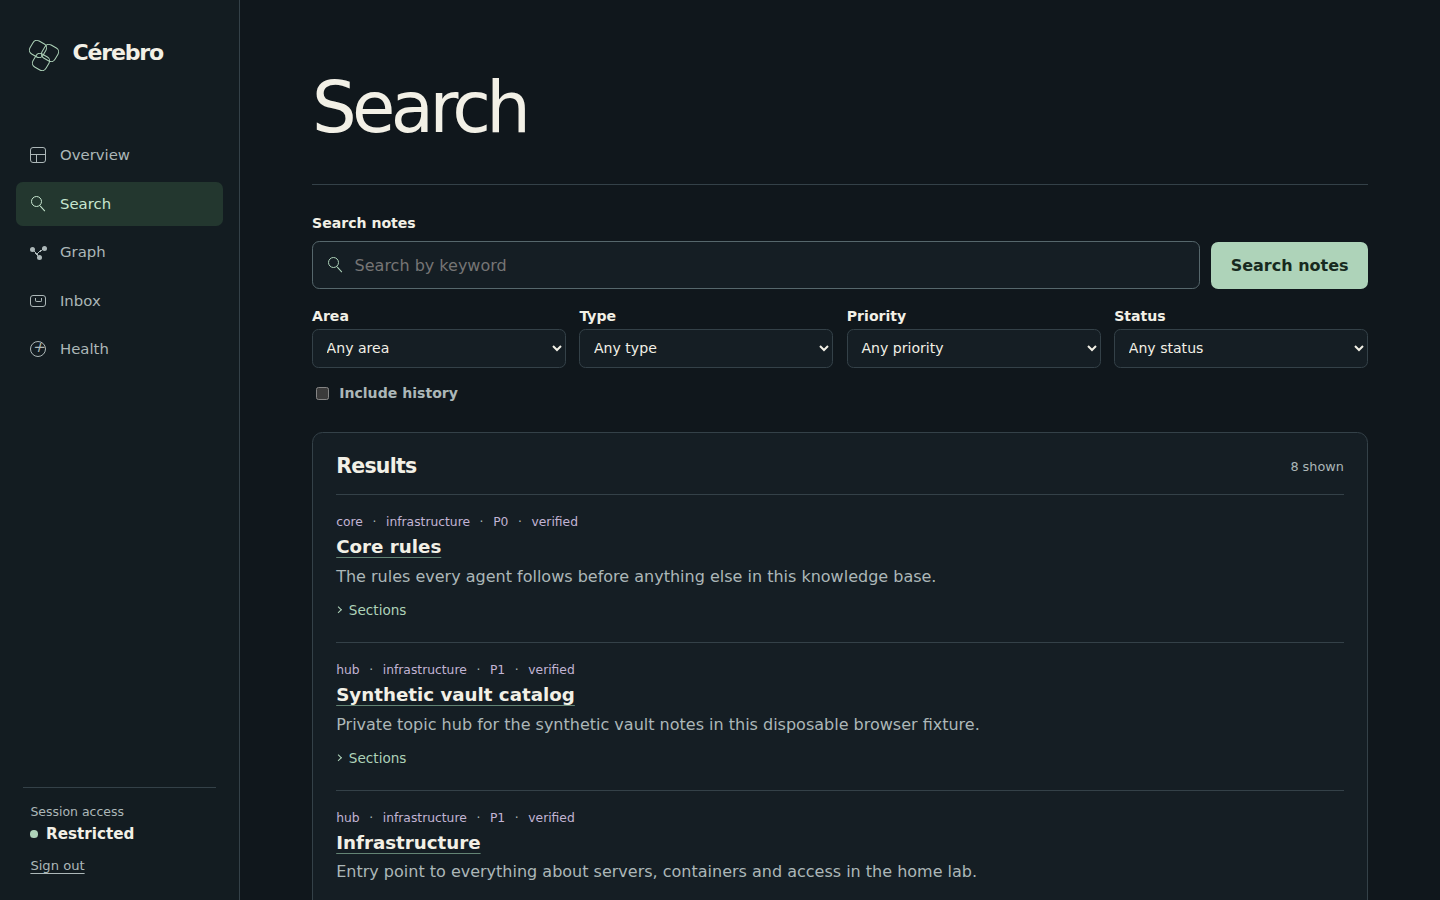 Cérebro
Overview
Search
Graph
Inbox
Health
Session access
Restricted
Sign out
Search
Search notes
Search by keyword
Search notes
Area
Type
Priority
Status
Any area
Any type
Any priority
Any status
Include history
Results
8 shown
core · infrastructure · P0 · verified
Core rules
The rules every agent follows before anything else in this knowledge base.
Sections
hub · infrastructure · P1 · verified
Synthetic vault catalog
Private topic hub for the synthetic vault notes in this disposable browser fixture.
Sections
hub · infrastructure · P1 · verified
Infrastructure
Entry point to everything about servers, containers and access in the home lab.